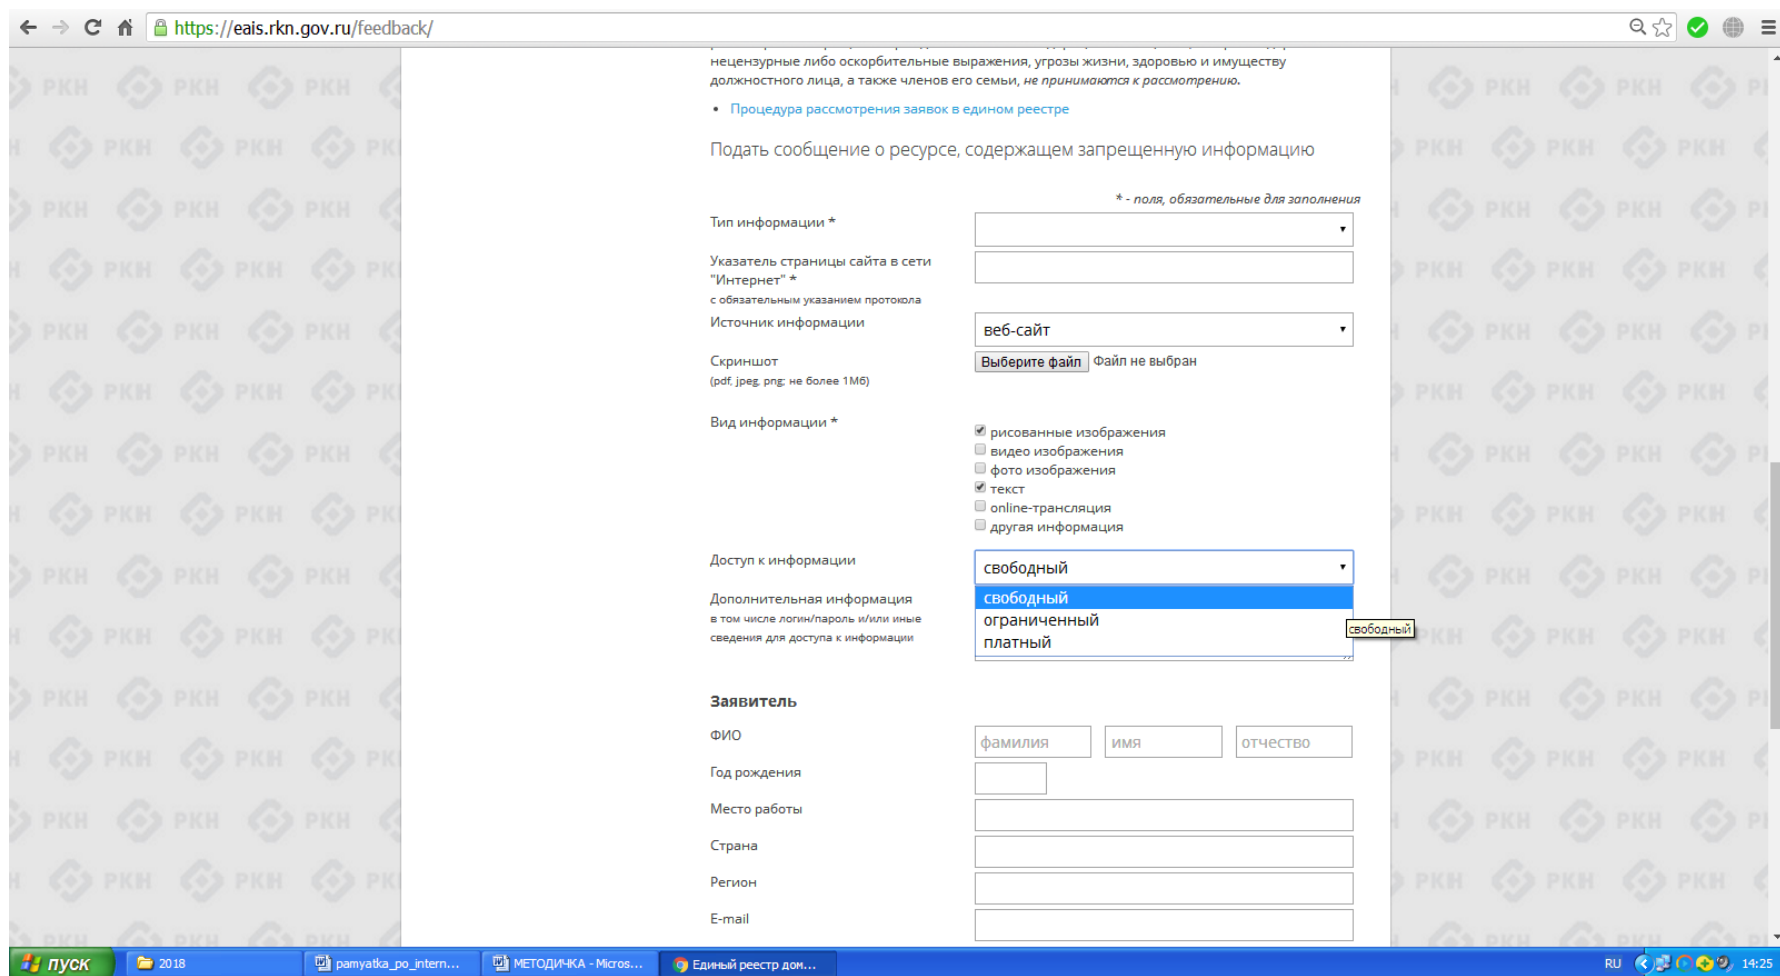 https://eais.rkn.gov.ru/feedback/
нецензурные либо оскорбительные выражения, угрозы жизни, здоровью и имуществу
должностного лица, а также членов его семьи, не принимаются к рассмотрению.
• Процедура рассмотрения заявок в едином реестре
Подать сообщение о ресурсе, содержащем запрещенную информацию
* - поля, обязательные для заполнения
Тип информации *
Указатель страницы сайта в сети
"Интернет" *
с обязательным указанием протокола
Источник информации
веб-сайт
Скриншот
(pdf, jpeg, png; не более 1Мб)
Выберите файл Файл не выбран
Вид информации *
рисованные изображения
видео изображения
фото изображения
текст
online-трансляция
другая информация
Доступ к информации
свободный
свободный
ограниченный
платный
свободный
Дополнительная информация
в том числе логин/пароль и/или иные
сведения для доступа к информации
Заявитель
ФИО
фамилия имя отчество
Год рождения
Место работы
Страна
Регион
E-mail
РКН
пуск 2018 pamyatka_po_intern... МЕТОДИЧКА - Micros... Единый реестр дом... RU 14:25